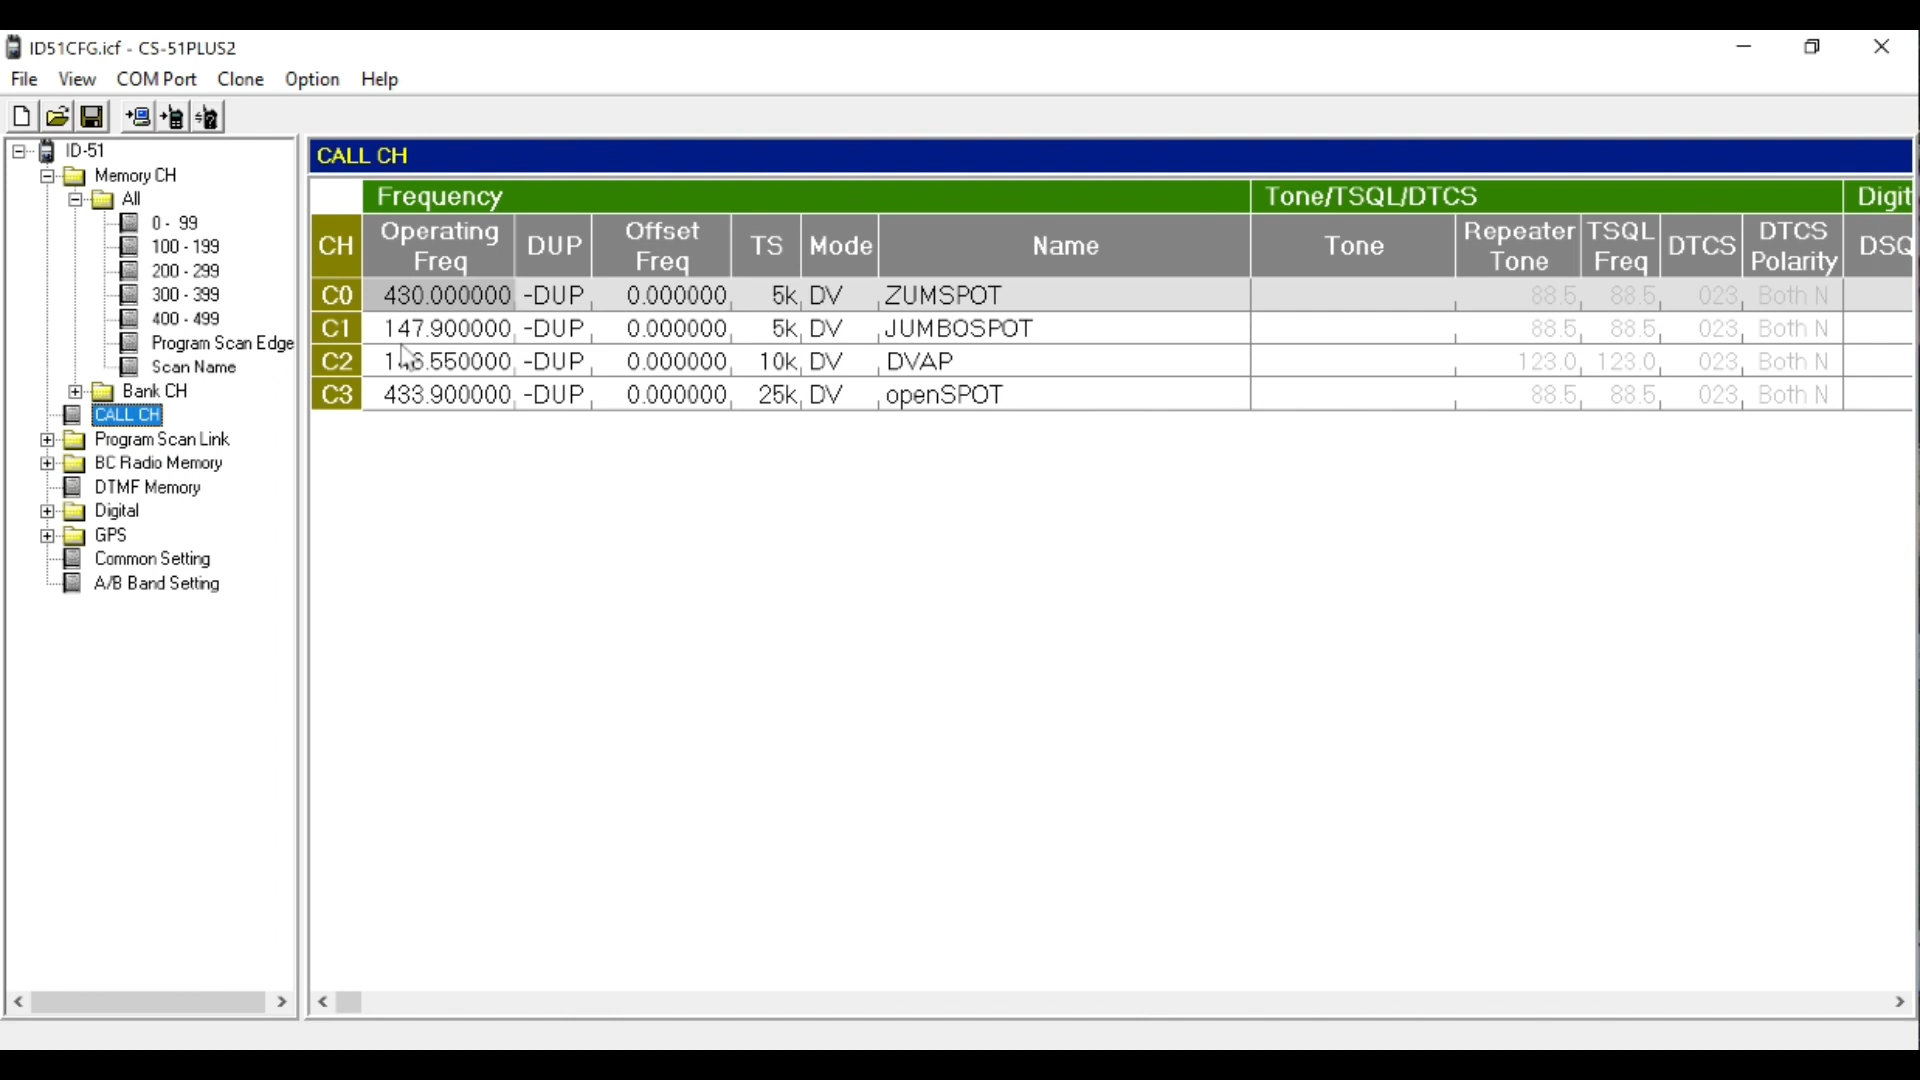 ID51CFG.icf - CS-51PLUS2
File View COM Port Clone Option Help
ID-51
Memory CH
All
0 - 99
100 - 199
200 - 299
300 - 399
400 - 499
Program Scan Edge
Scan Name
Bank CH
CALL CH
Program Scan Link
BC Radio Memory
DTMF Memory
Digital
GPS
Common Setting
A/B Band Setting
CALL CH
Frequency Tone/TSQL/DTCS Digit
CH Operating Freq DUP Offset Freq TS Mode Name Tone Repeater Tone TSQL Freq DTCS DTCS Polarity DSQ
C0 430.000000 -DUP 0.000000 5k DV ZUMSPOT 88.5 88.5 023 Both N
C1 147.900000 -DUP 0.000000 5k DV JUMBOSPOT 88.5 88.5 023 Both N
C2 -DUP 0.000000 10k DV DVAP 123.0 123.0 023 Both N
C3 433.900000 -DUP 0.000000 25k DV openSPOT 88.5 88.5 023 Both N